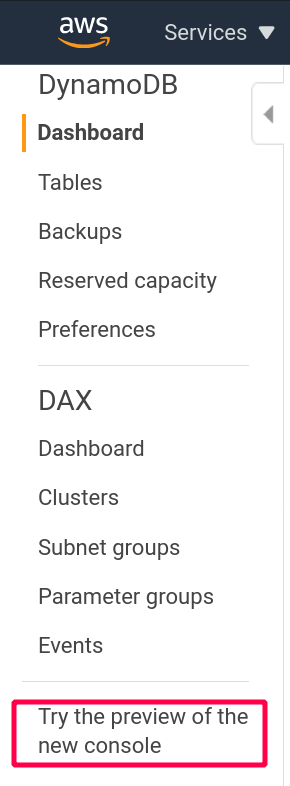 aws
Services
DynamoDB
Dashboard
Tables
Backups
Reserved capacity
Preferences
DAX
Dashboard
Clusters
Subnet groups
Parameter groups
Events
Try the preview of the
new console